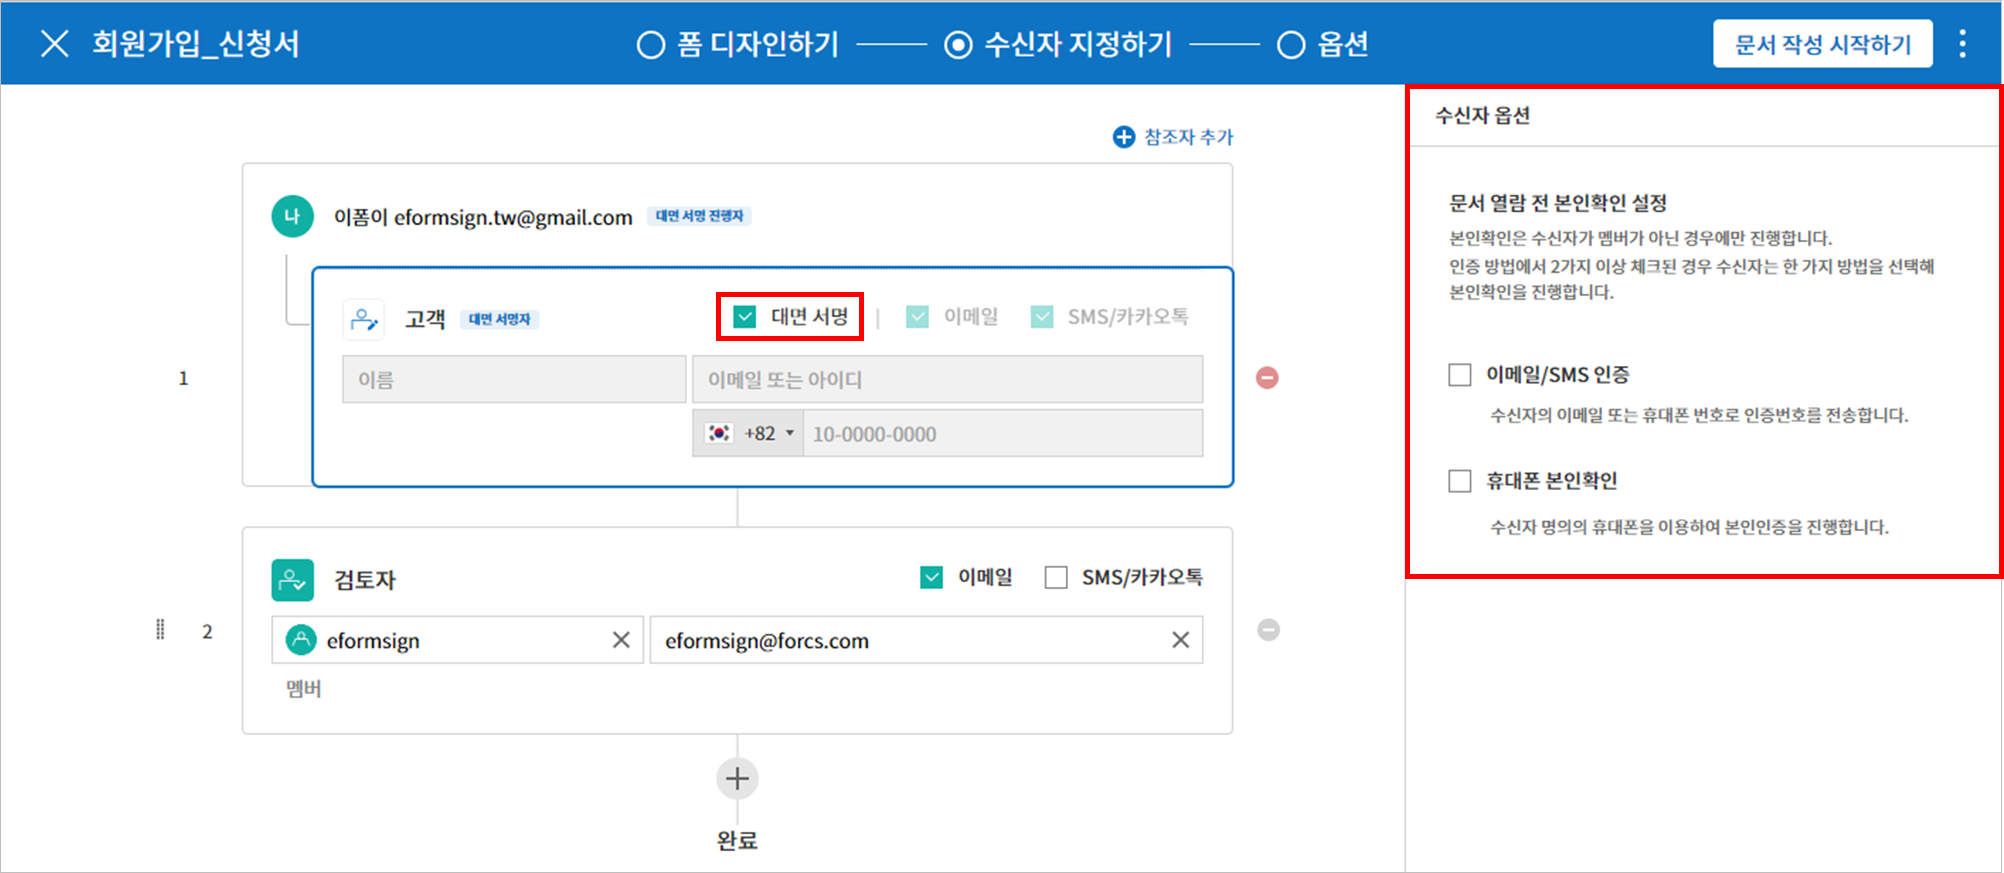 회원가입_신청서
폼 디자인하기
수신자 지정하기
옵션
문서 작성 시작하기
참조자 추가
나
이폼이 eformsign.tw@gmail.com
대면 서명 진행자
1
고객
대면 서명자
대면 서명
이메일
SMS/카카오톡
이름
이메일 또는 아이디
+82
10-0000-0000
2
검토자
이메일
SMS/카카오톡
eformsign
eformsign@forcs.com
멤버
완료
수신자 옵션
문서 열람 전 본인확인 설정
본인확인은 수신자가 멤버가 아닌 경우에만 진행합니다.
인증 방법에서 2가지 이상 체크된 경우 수신자는 한 가지 방법을 선택해
본인확인을 진행합니다.
이메일/SMS 인증
수신자의 이메일 또는 휴대폰 번호로 인증번호를 전송합니다.
휴대폰 본인확인
수신자 명의의 휴대폰을 이용하여 본인인증을 진행합니다.